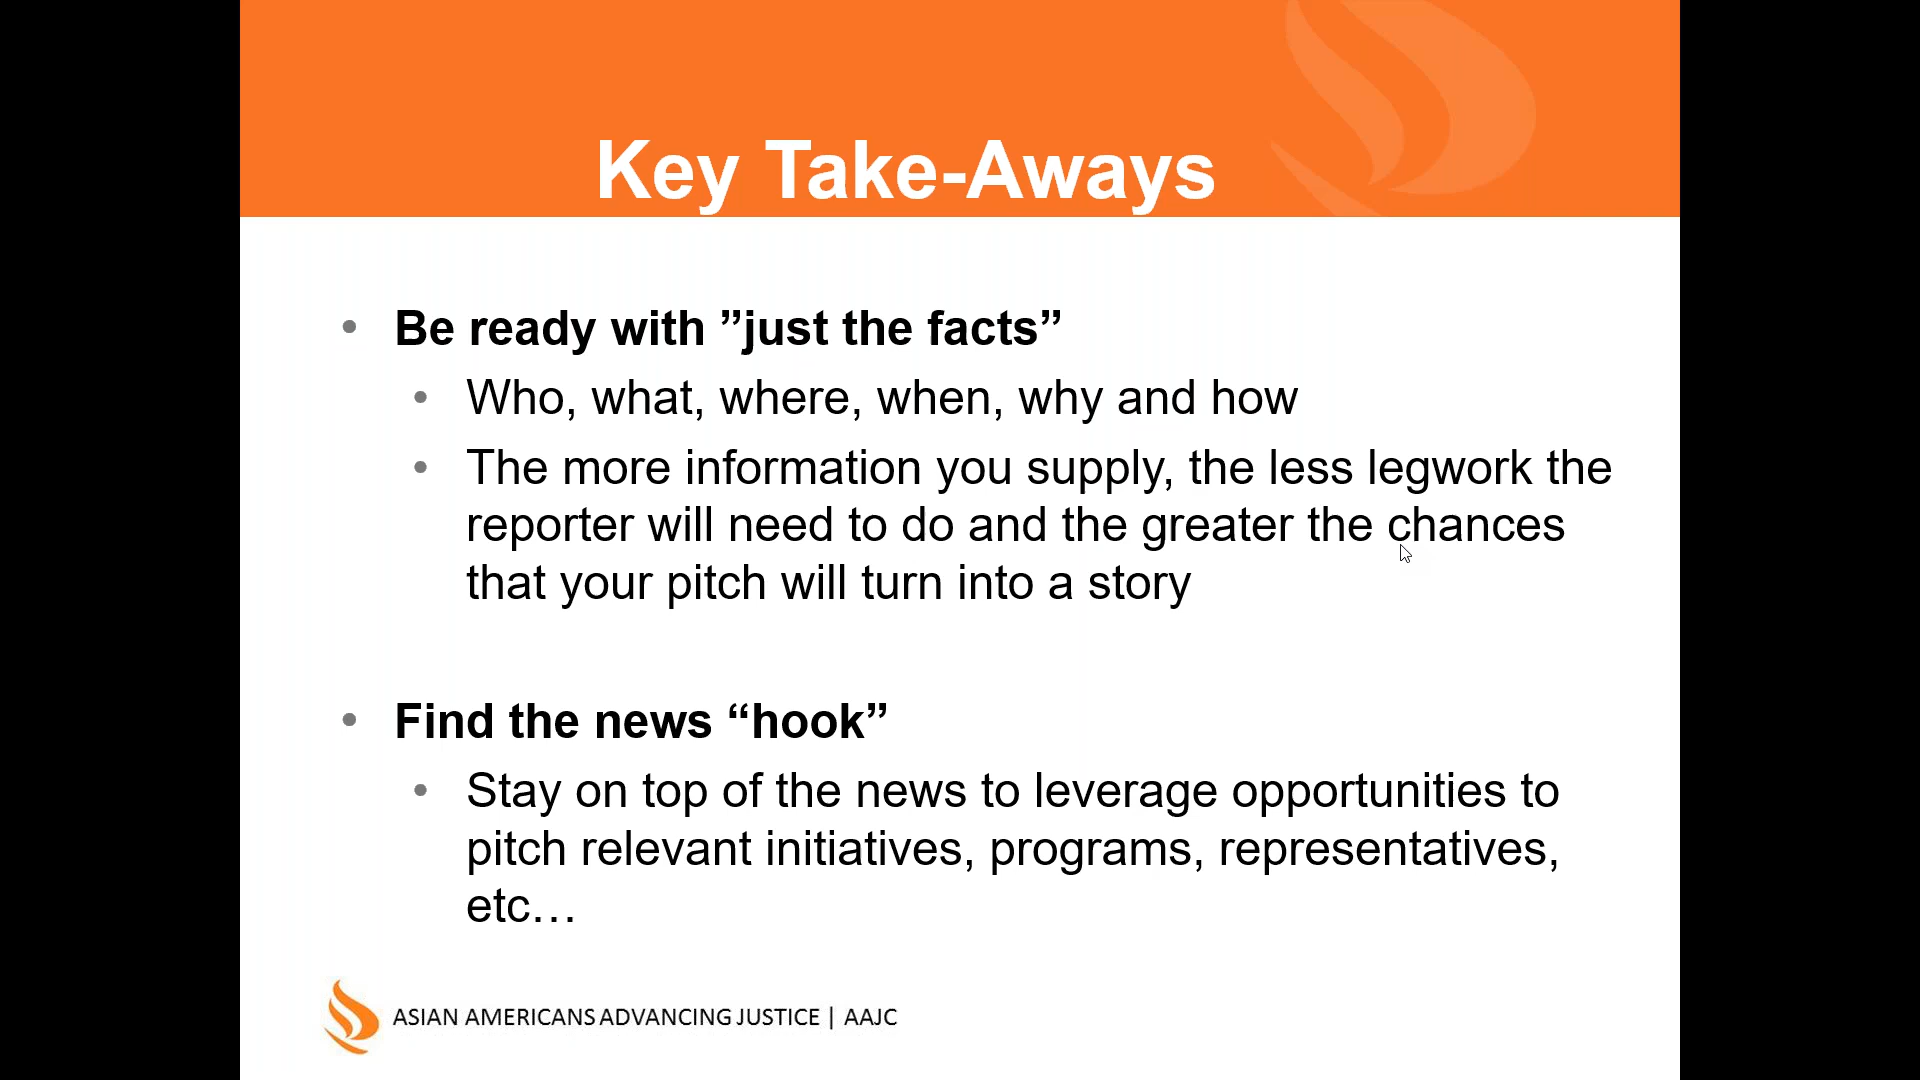 Key Take-Aways
• Be ready with ”just the facts”
• Who, what, where, when, why and how
• The more information you supply, the less legwork the
reporter will need to do and the greater the chances
that your pitch will turn into a story
• Find the news “hook”
• Stay on top of the news to leverage opportunities to
pitch relevant initiatives, programs, representatives,
etc…
ASIAN AMERICANS ADVANCING JUSTICE | AAJC